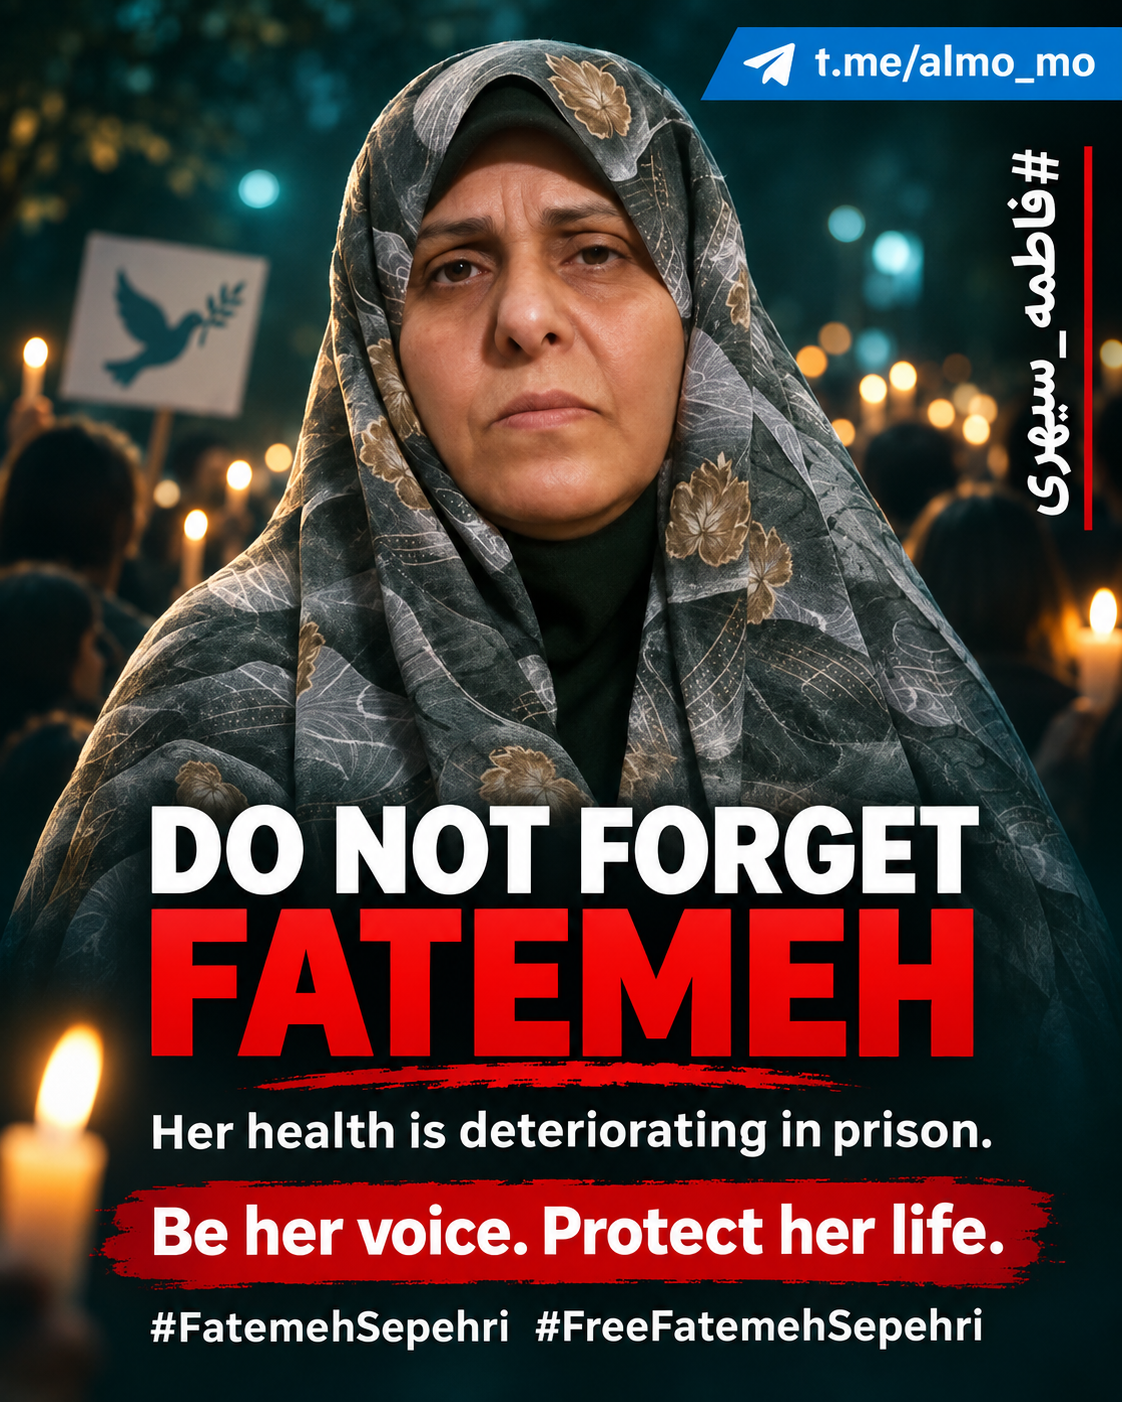 t.me/almo_mo
#فاطمه_سپهری
DO NOT FORGET
FATEMEH
Her health is deteriorating in prison.
Be her voice. Protect her life.
#FatemehSepehri #FreeFatemehSepehri